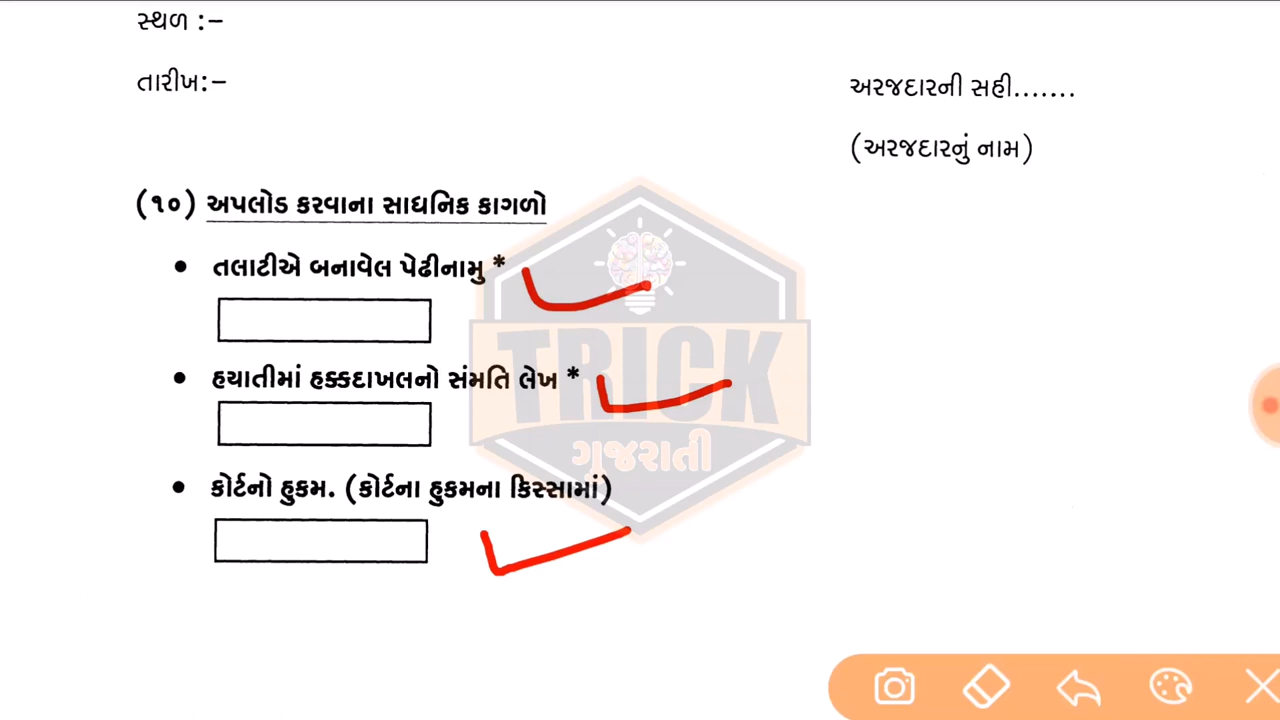 સ્થળ :–
તારીખ:–
અરજદારની સહી.......
(અરજદારનું નામ)
(૧૦) અપલોડ કરવાના સાધનિક કાગળો
• તલાટીએ બનાવેલ પેઢીનામુ *
• હયાતીમાં હક્કદાખલનો સંમતિ લેખ *
• કોર્ટનો હુકમ. (કોર્ટના હુકમના કિસ્સામાં)
TRICK
ગુજરાતી